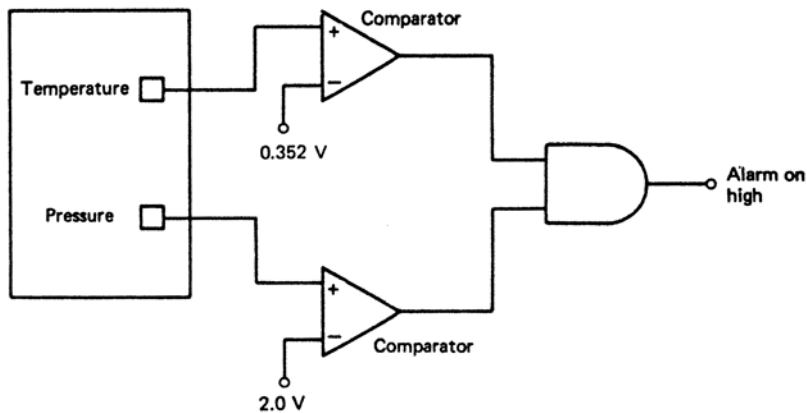 Comparator
+
−
Temperature
0.352 V
Alarm on
high
Pressure
+
−
Comparator
2.0 V